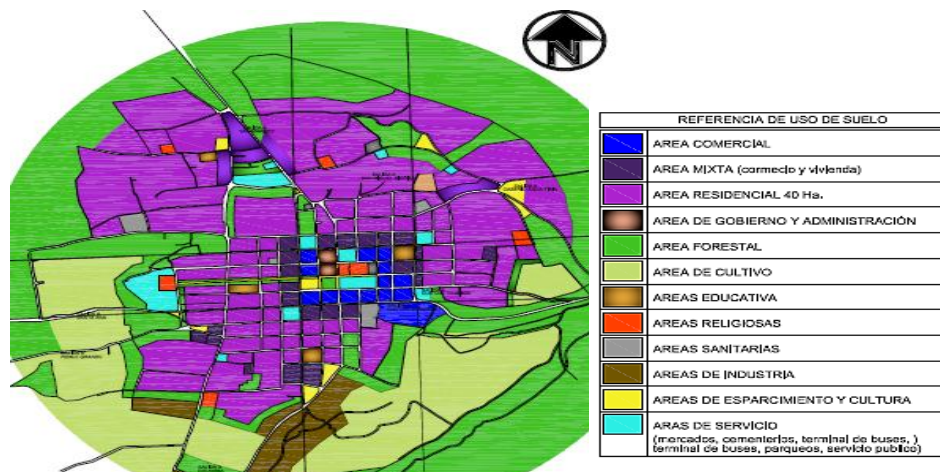 N
REFERENCIA DE USO DE SUELO
AREA COMERCIAL
AREA MIXTA (cormecio y vivienda)
AREA RESIDENCIAL 40 Ha.
AREA DE GOBIERNO Y ADMINISTRACIÓN
AREA FORESTAL
AREA DE CULTIVO
AREAS EDUCATIVA
AREAS RELIGIOSAS
AREAS SANITARIAS
AREAS DE INDUSTRIA
AREAS DE ESPARCIMIENTO Y CULTURA
ARAS DE SERVICIO
(mercados, cementerios, terminal de buses, )
terminal de buses, parqueos, servicio publico)